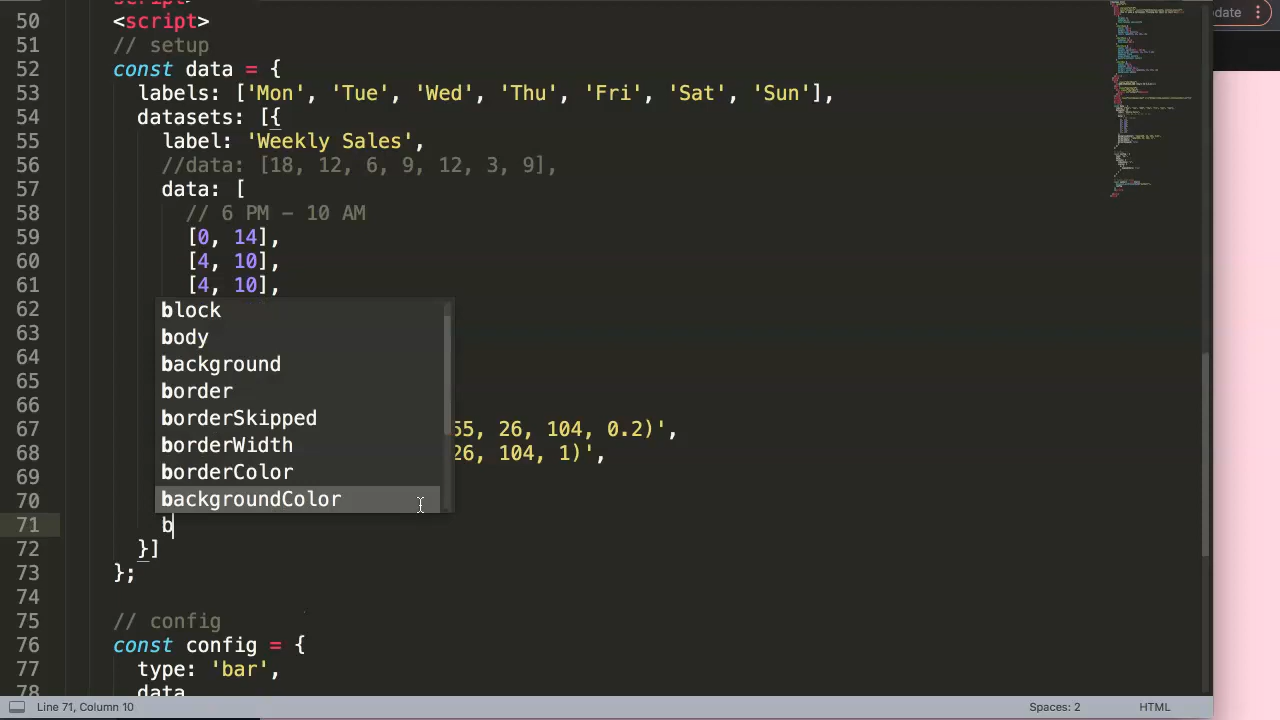 script>
50 <script>
51 // setup
52 const data = {
53 labels: ['Mon', 'Tue', 'Wed', 'Thu', 'Fri', 'Sat', 'Sun'],
54 datasets: [{
55 label: 'Weekly Sales',
56 //data: [18, 12, 6, 9, 12, 3, 9],
57 data: [
58 // 6 PM - 10 AM
59 [0, 14],
60 [4, 10],
61 [4, 10],
62 block
63 body
64 background
65 border
66 borderSkipped
67 55, 26, 104, 0.2)',
borderWidth
68 26, 104, 1)',
69 borderColor
70 backgroundColor
71 b
72 }]
73 };
74
75 // config
76 const config = {
77 type: 'bar',
78 data
Line 71, Column 10 Spaces: 2 HTML
date